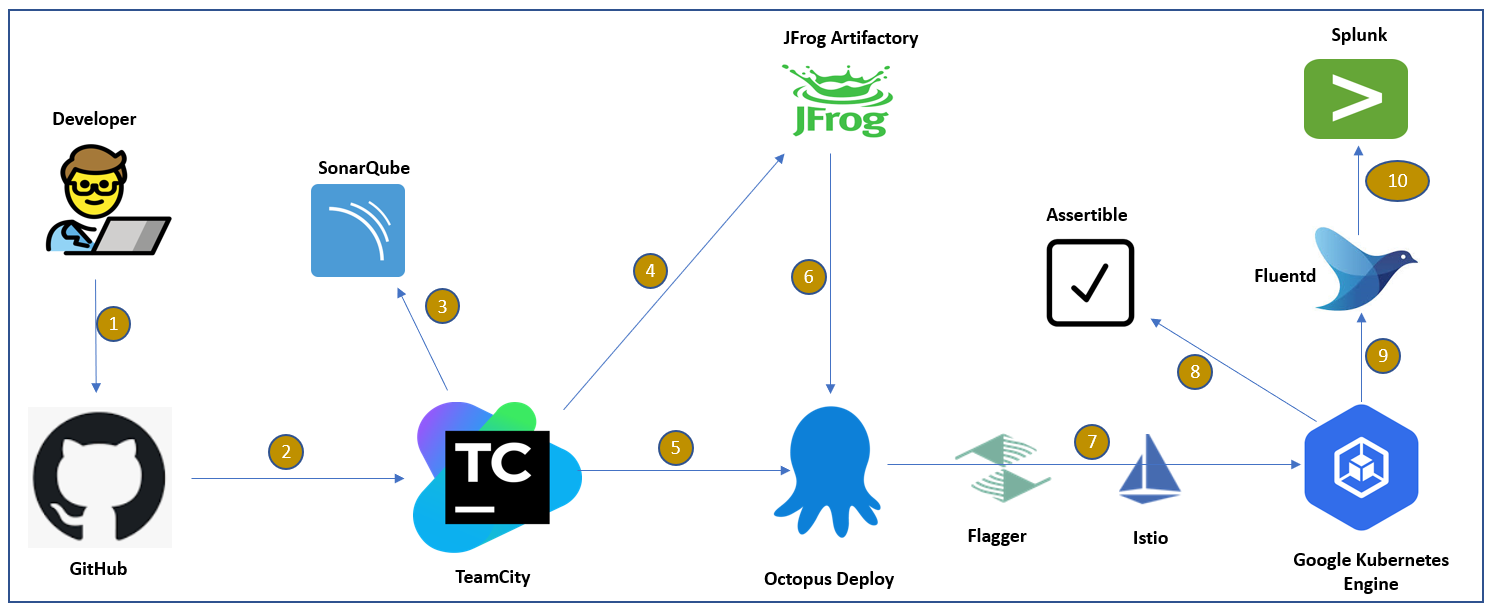 JFrog Artifactory
Splunk
JFrog
>
Developer
SonarQube
10
Assertible
4
6
Fluentd
3
1
9
8
TC
2
5
7
Flagger
Istio
GitHub
TeamCity
Octopus Deploy
Google Kubernetes
Engine